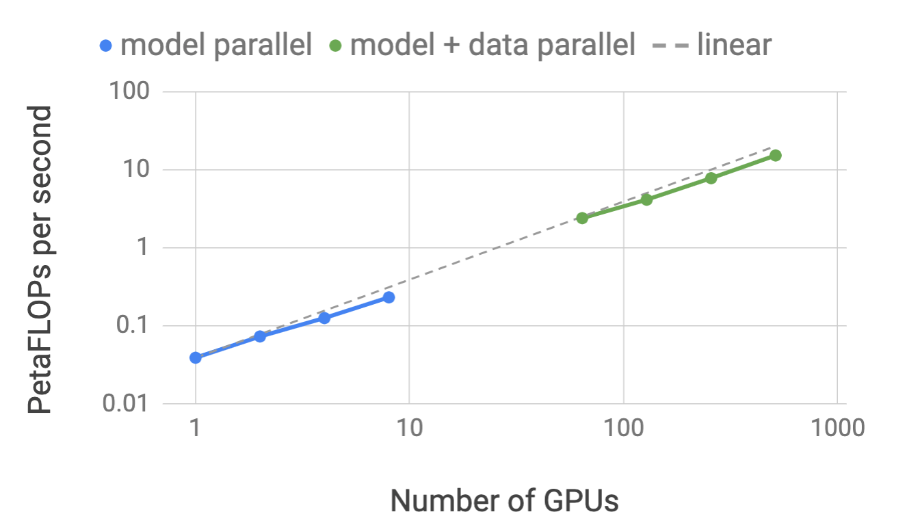 model parallel model + data parallel linear
100
10
1
0.1
0.01
PetaFLOPs per second
1 10 100 1000
Number of GPUs